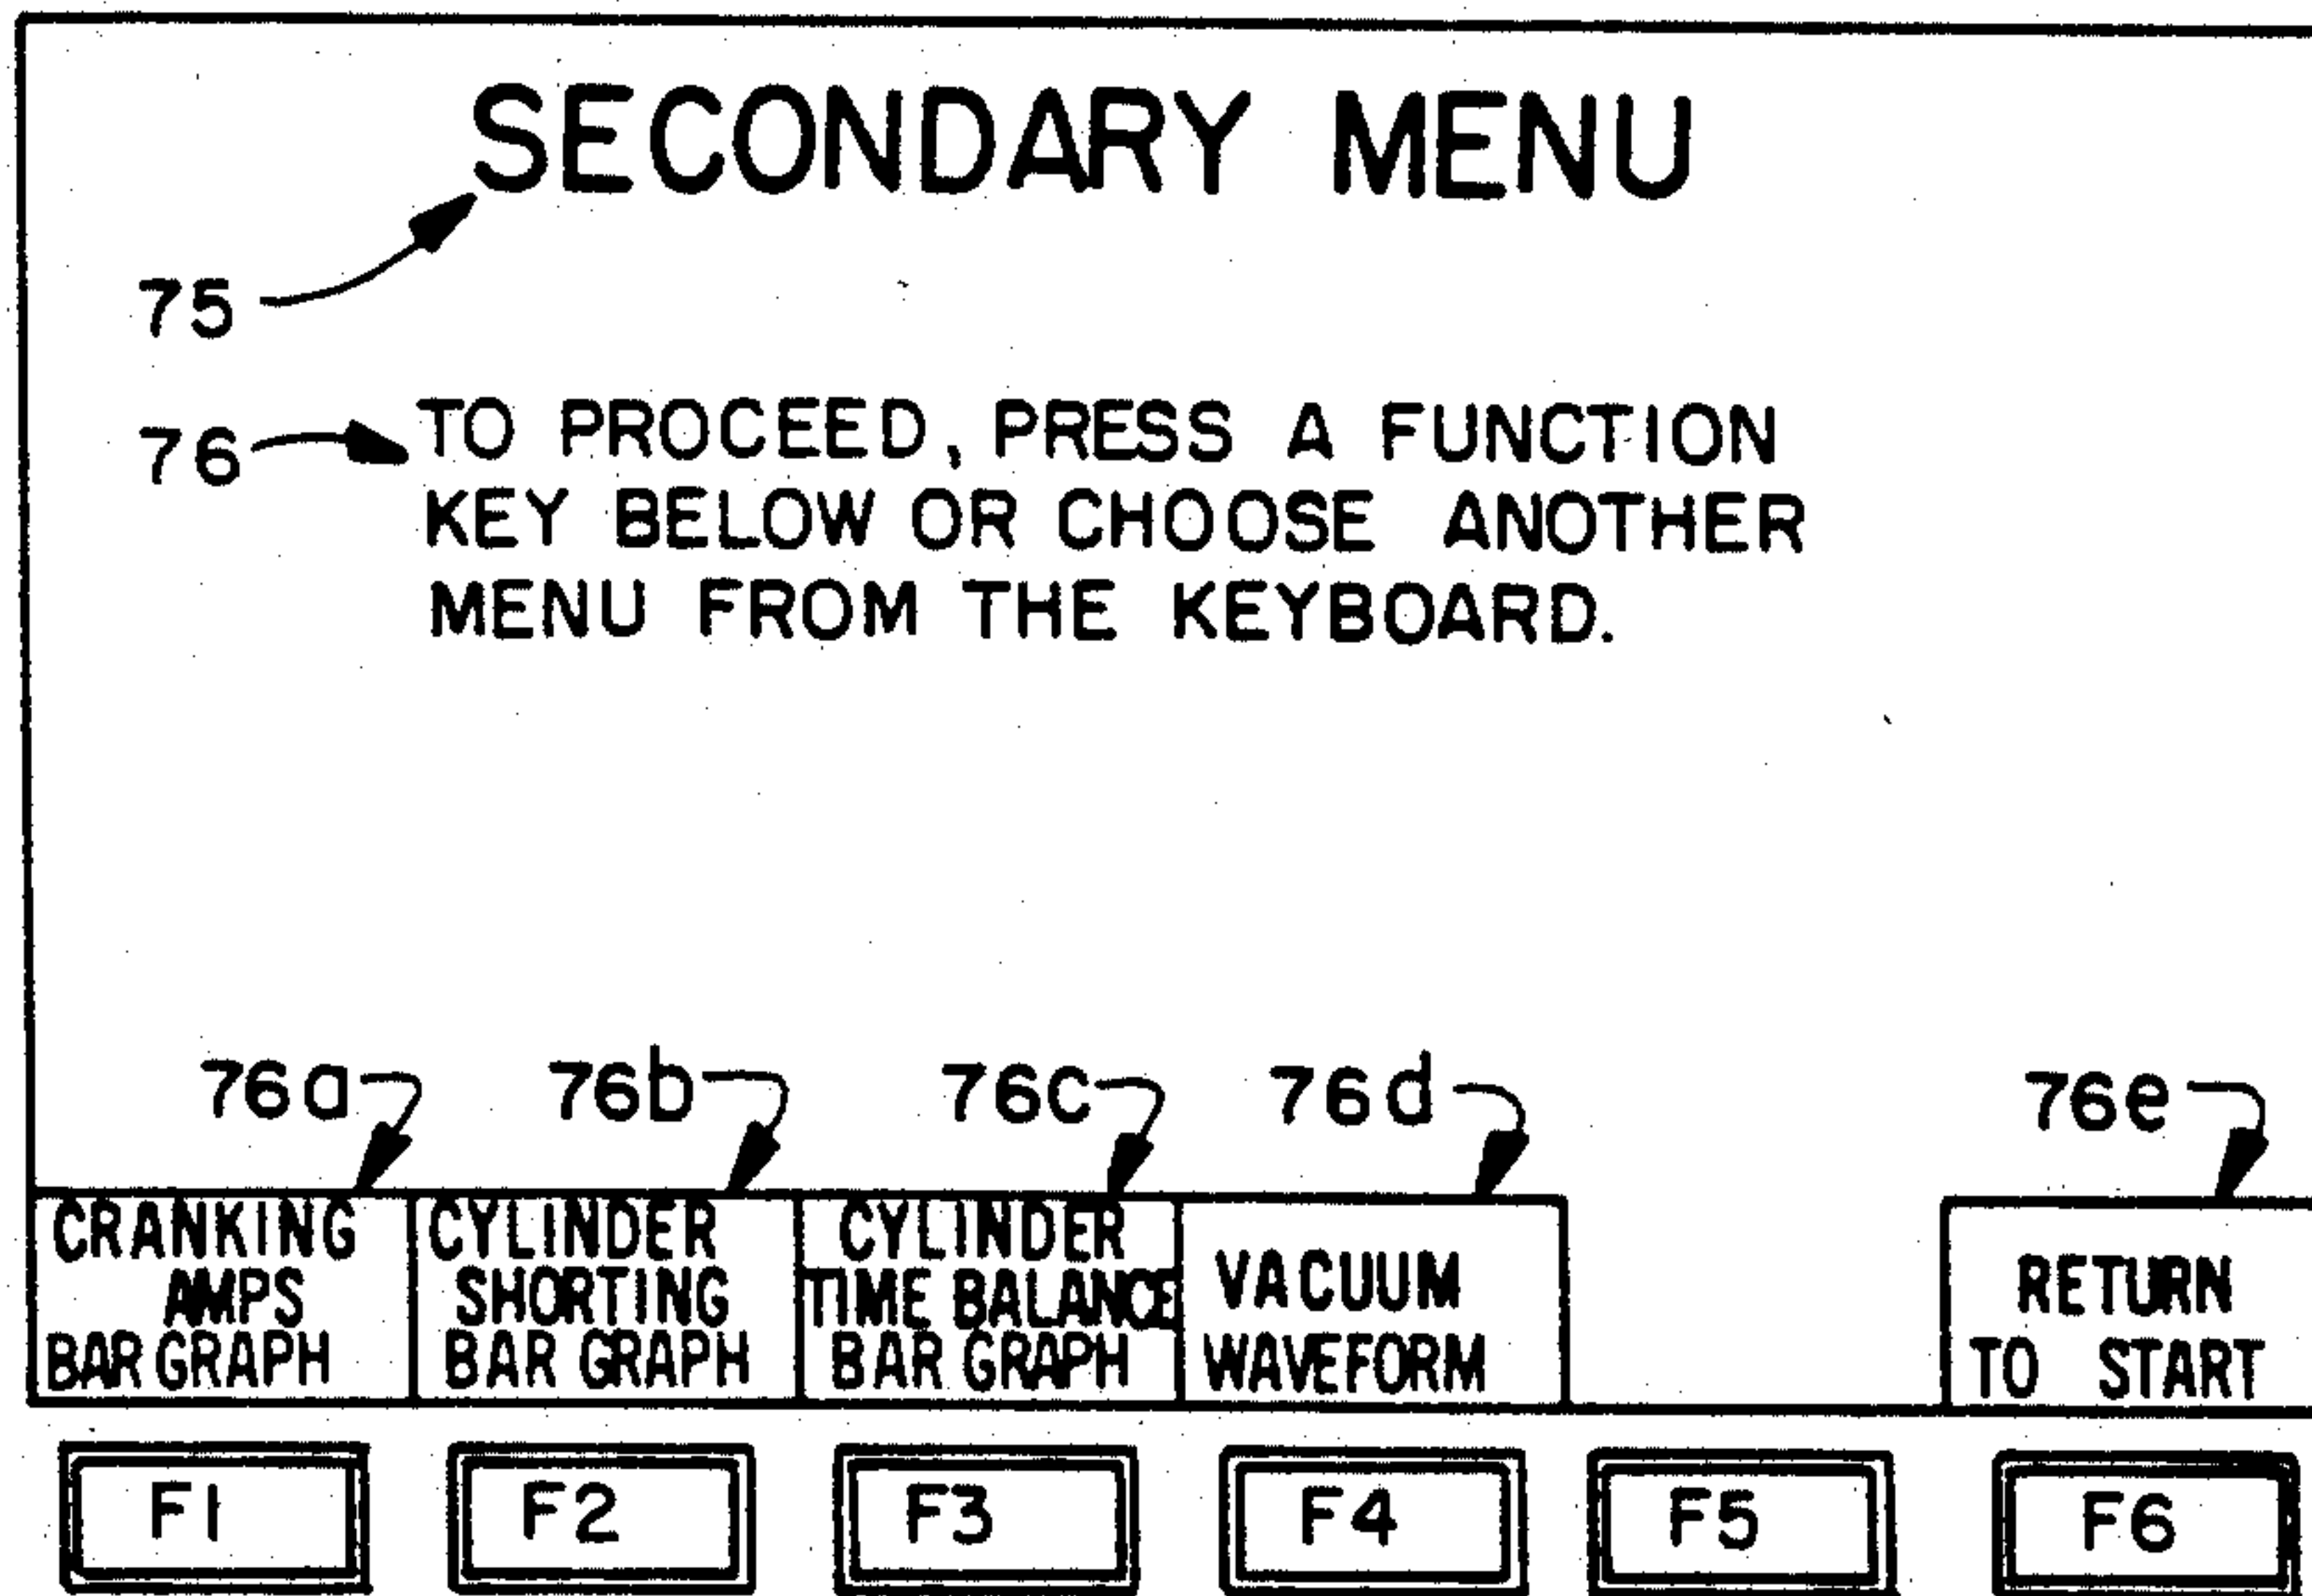 SECONDARY MENU
75
76
TO PROCEED, PRESS A FUNCTION
KEY BELOW OR CHOOSE ANOTHER
MENU FROM THE KEYBOARD.
76a 76b 76c 76d 76e
CRANKING
AMPS
BAR GRAPH
CYLINDER
SHORTING
BAR GRAPH
CYLINDER
TIME BALANCE
BAR GRAPH
VACUUM
WAVEFORM
RETURN
TO START
F1 F2 F3 F4 F5 F6